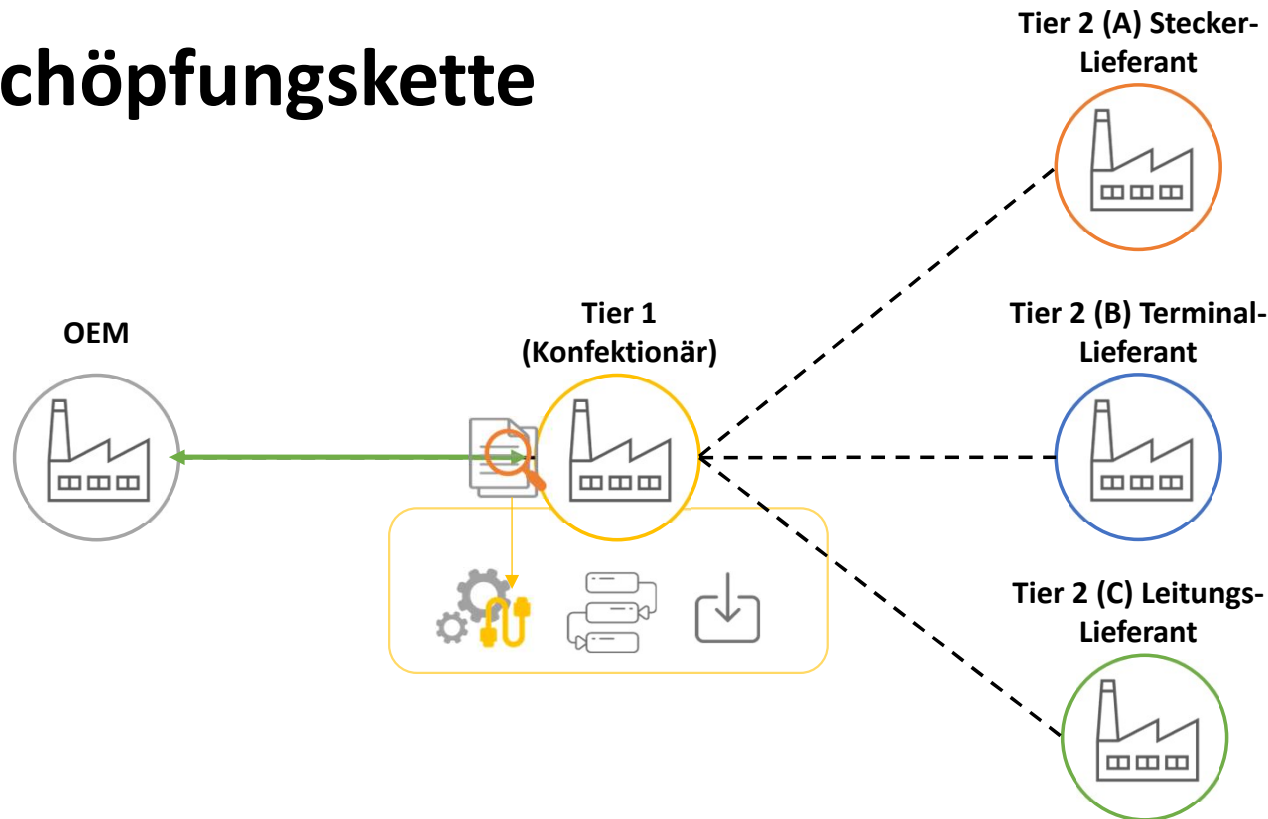 chöpfungskette
Tier 2 (A) Stecker-
Lieferant
OEM
Tier 1
(Konfektionär)
Tier 2 (B) Terminal-
Lieferant
Tier 2 (C) Leitungs-
Lieferant